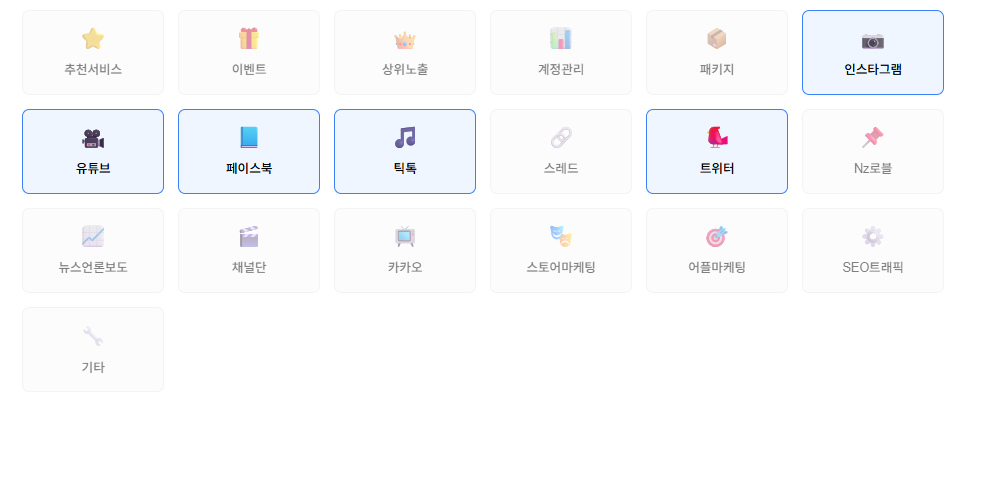 추천서비스
이벤트
상위노출
계정관리
패키지
인스타그램
유튜브
페이스북
틱톡
스레드
트위터
Nz로블
뉴스언론보도
채널단
카카오
스토어마케팅
어플마케팅
SEO트래픽
기타